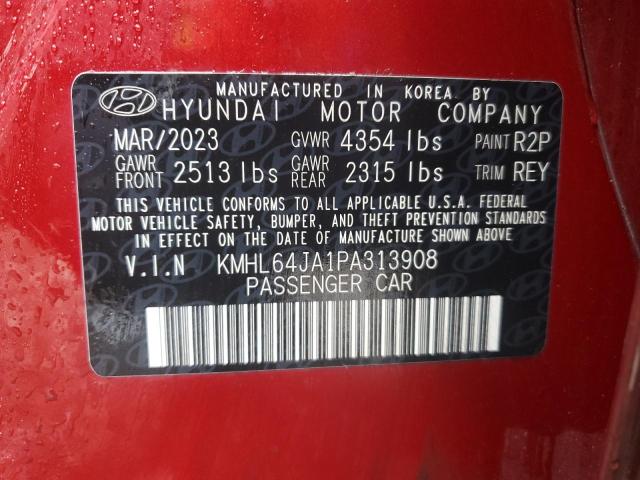 MANUFACTURED IN KOREA BY
HYUNDAI MOTOR COMPANY
MAR/2023 GVWR 4354 lbs PAINT R2P
GAWR FRONT 2513 lbs GAWR REAR 2315 lbs TRIM REY
THIS VEHICLE CONFORMS TO ALL APPLICABLE U.S.A. FEDERAL
MOTOR VEHICLE SAFETY, BUMPER, AND THEFT PREVENTION STANDARDS
IN EFFECT ON THE DATE OF MANUFACTURE SHOWN ABOVE.
V.I.N KMHL64JA1PA313908
PASSENGER CAR